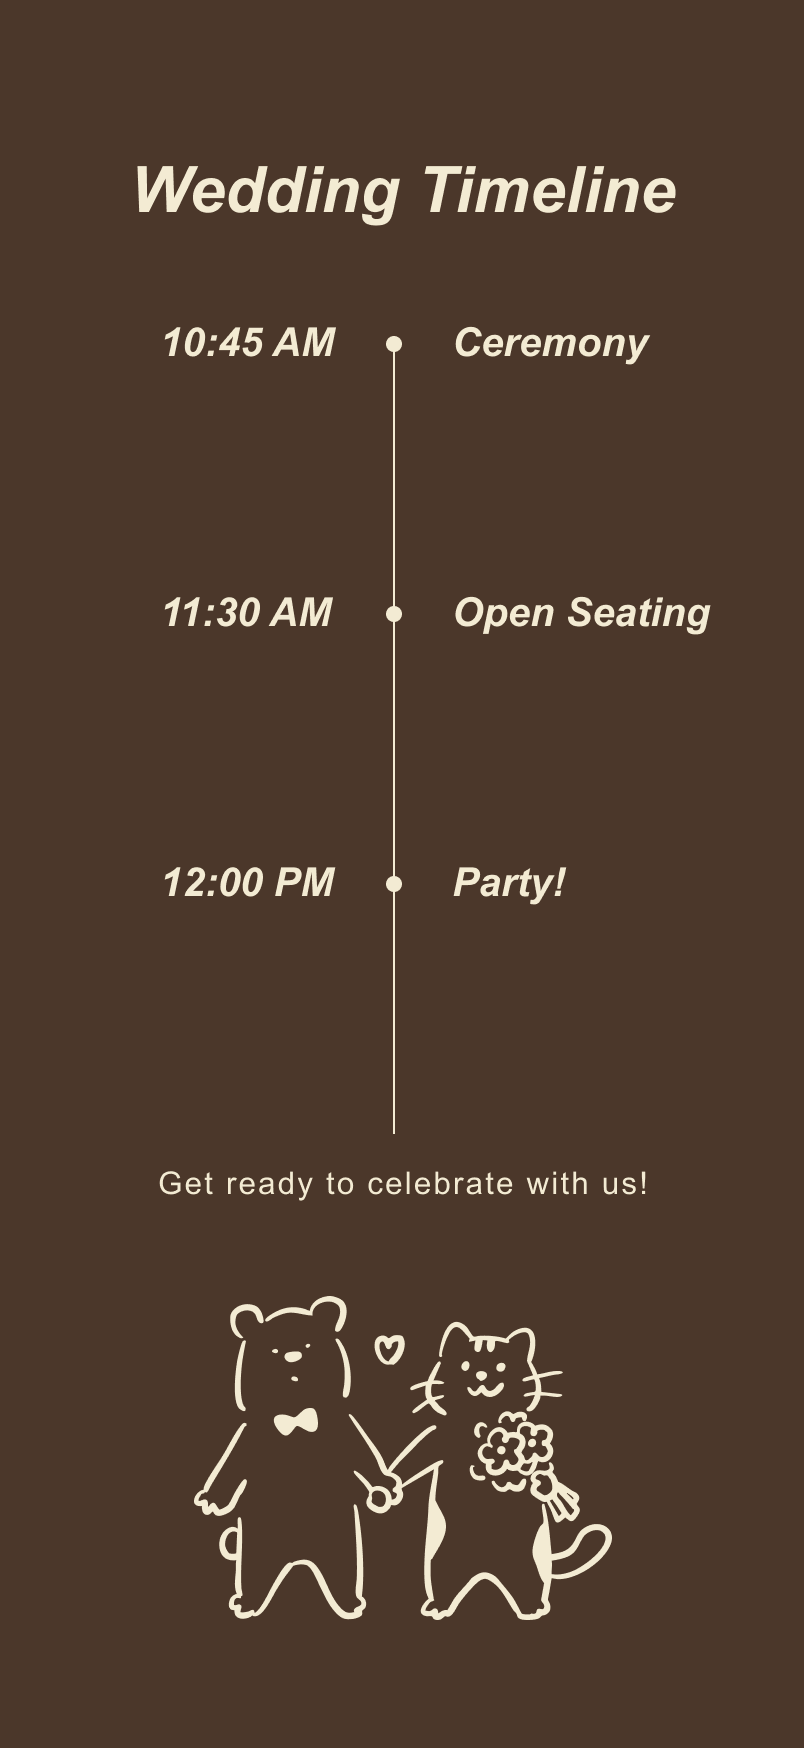 Wedding Timeline
10:45 AM Ceremony
11:30 AM Open Seating
12:00 PM Party!
Get ready to celebrate with us!